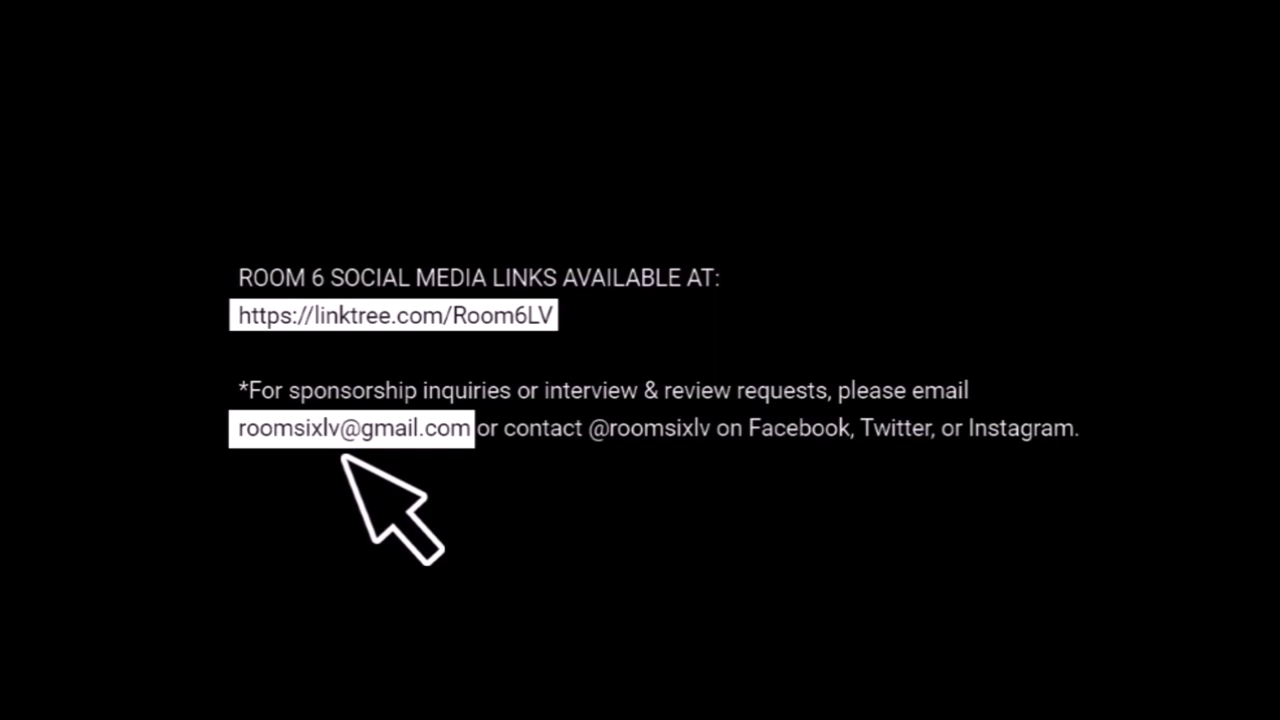 ROOM 6 SOCIAL MEDIA LINKS AVAILABLE AT:
https://linktree.com/Room6LV
*For sponsorship inquiries or interview & review requests, please email
roomsixlv@gmail.com or contact @roomsixlv on Facebook, Twitter, or Instagram.